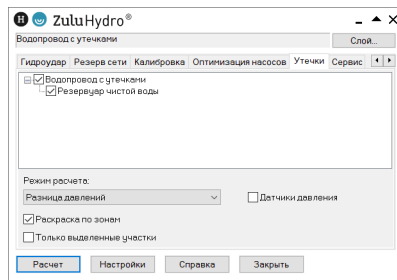 H ZuluHydro®
Водопровод с утечками
Слой...
Гидроудар Резерв сети Калибровка Оптимизация насосов Утечки Сервис
Водопровод с утечками
Резервуар чистой воды
Режим расчета:
Разница давлений
Датчики давления
Раскраска по зонам
Только выделенные участки
Расчет Настройки Справка Закрыть